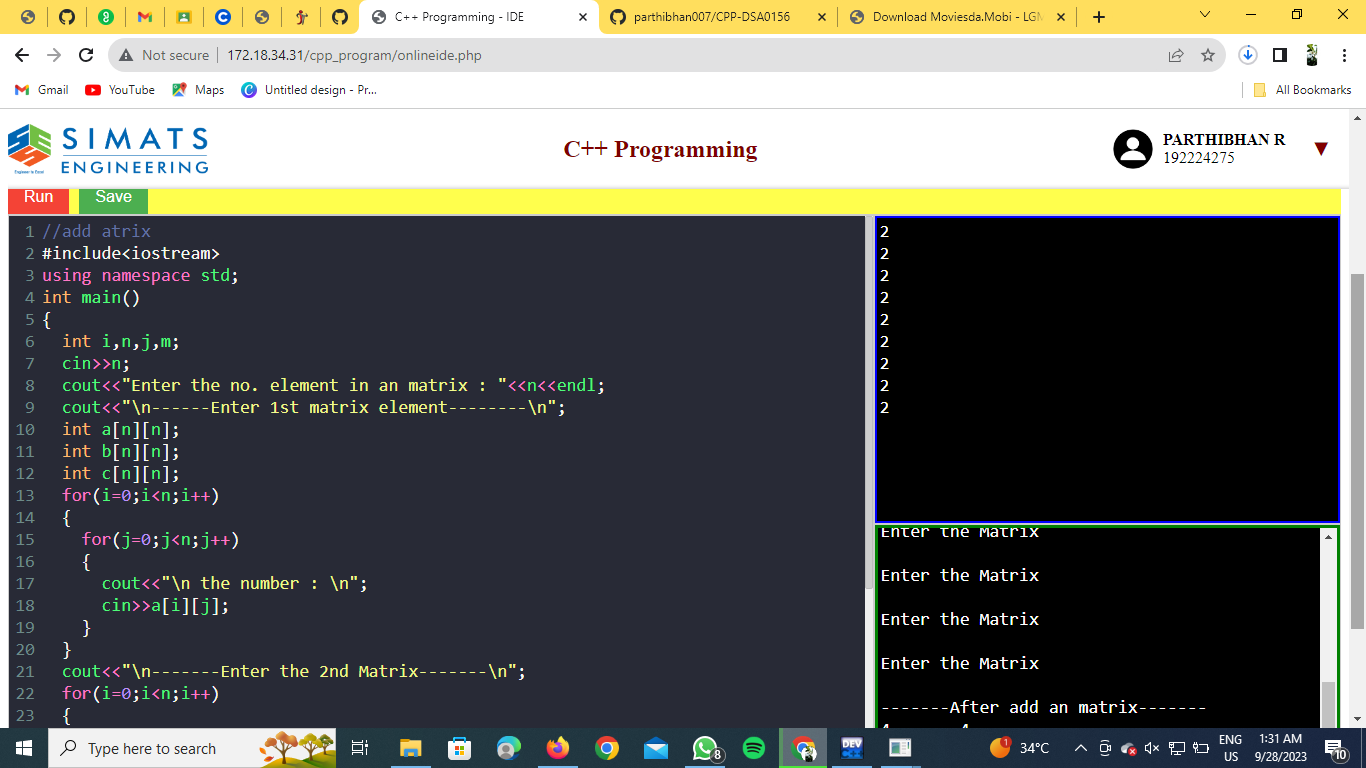 C++ Programming - IDE
parthibhan007/CPP-DSA0156
Download Moviesda.Mobi - LGM
Not secure
172.18.34.31/cpp_program/onlineide.php
Gmail
YouTube
Maps
Untitled design - Pr...
All Bookmarks
SIMATS
ENGINEERING
Engineer to Excel
C++ Programming
PARTHIBHAN R
192224275
Run
Save
1 //add atrix
2 #include<iostream>
3 using namespace std;
4 int main()
5 {
6 int i,n,j,m;
7 cin>>n;
8 cout<<"Enter the no. element in an matrix : "<<n<<endl;
9 cout<<"\n------Enter 1st matrix element--------\n";
10 int a[n][n];
11 int b[n][n];
12 int c[n][n];
13 for(i=0;i<n;i++)
14 {
15 for(j=0;j<n;j++)
16 {
17 cout<<"\n the number : \n";
18 cin>>a[i][j];
19 }
20 }
21 cout<<"\n-------Enter the 2nd Matrix-------\n";
22 for(i=0;i<n;i++)
23 {
2
2
2
2
2
2
2
2
2
Enter the Matrix
Enter the Matrix
Enter the Matrix
Enter the Matrix
-------After add an matrix-------
4 4
Type here to search
8
DEV
1
34°C
ENG
US
1:31 AM
9/28/2023
10